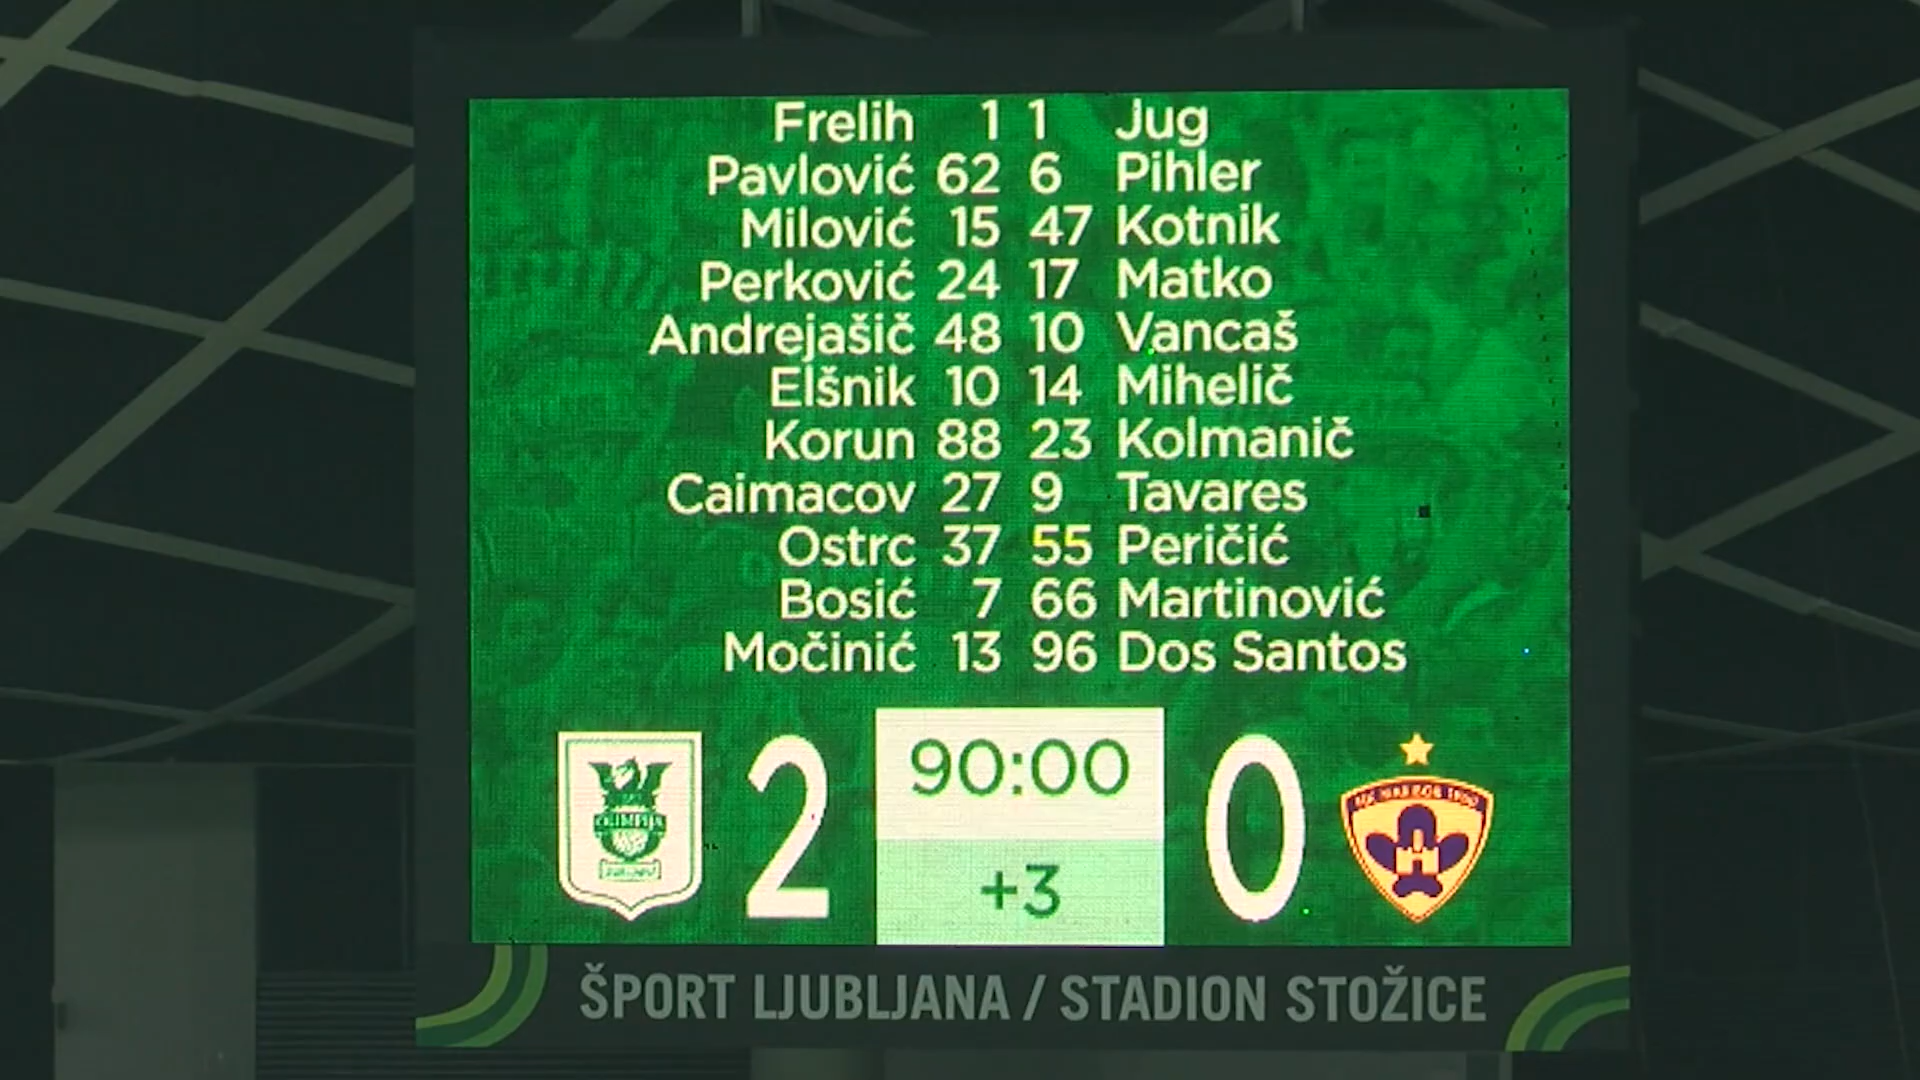 Frelih 1 1 Jug
Pavlović 62 6 Pihler
Milović 15 47 Kotnik
Perković 24 17 Matko
Andrejašič 48 10 Vancaš
Elšnik 10 14 Mihelič
Korun 88 23 Kolmanič
Caimacov 27 9 Tavares
Ostrc 37 55 Peričić
Bosić 7 66 Martinović
Močinić 13 96 Dos Santos
2 90:00 0
+3
OLIMPIJA
ŠPORT LJUBLJANA / STADION STOŽICE